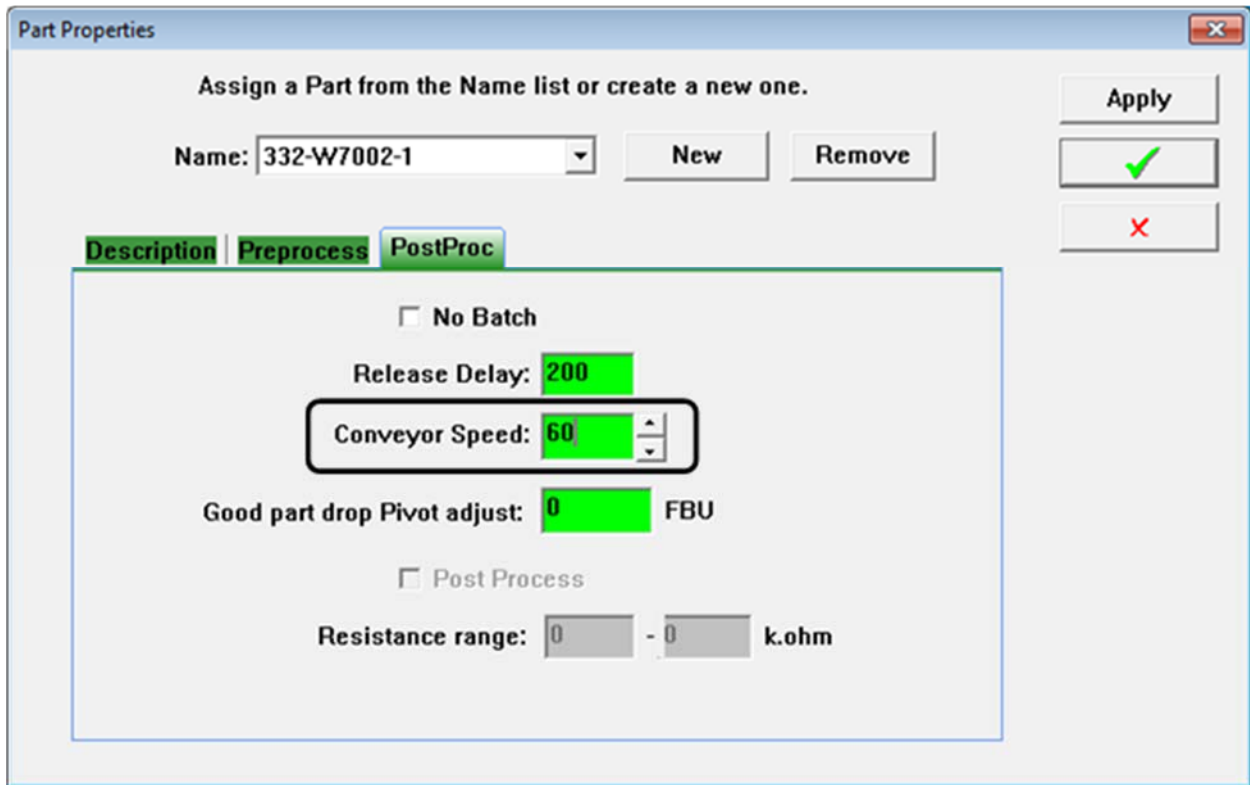 Part Properties
Assign a Part from the Name list or create a new one.
Apply
Name: 332-W7002-1 New Remove
Description Preprocess PostProc
No Batch
Release Delay: 200
Conveyor Speed: 60
Good part drop Pivot adjust: 0 FBU
Post Process
Resistance range: 0 - 0 k.ohm